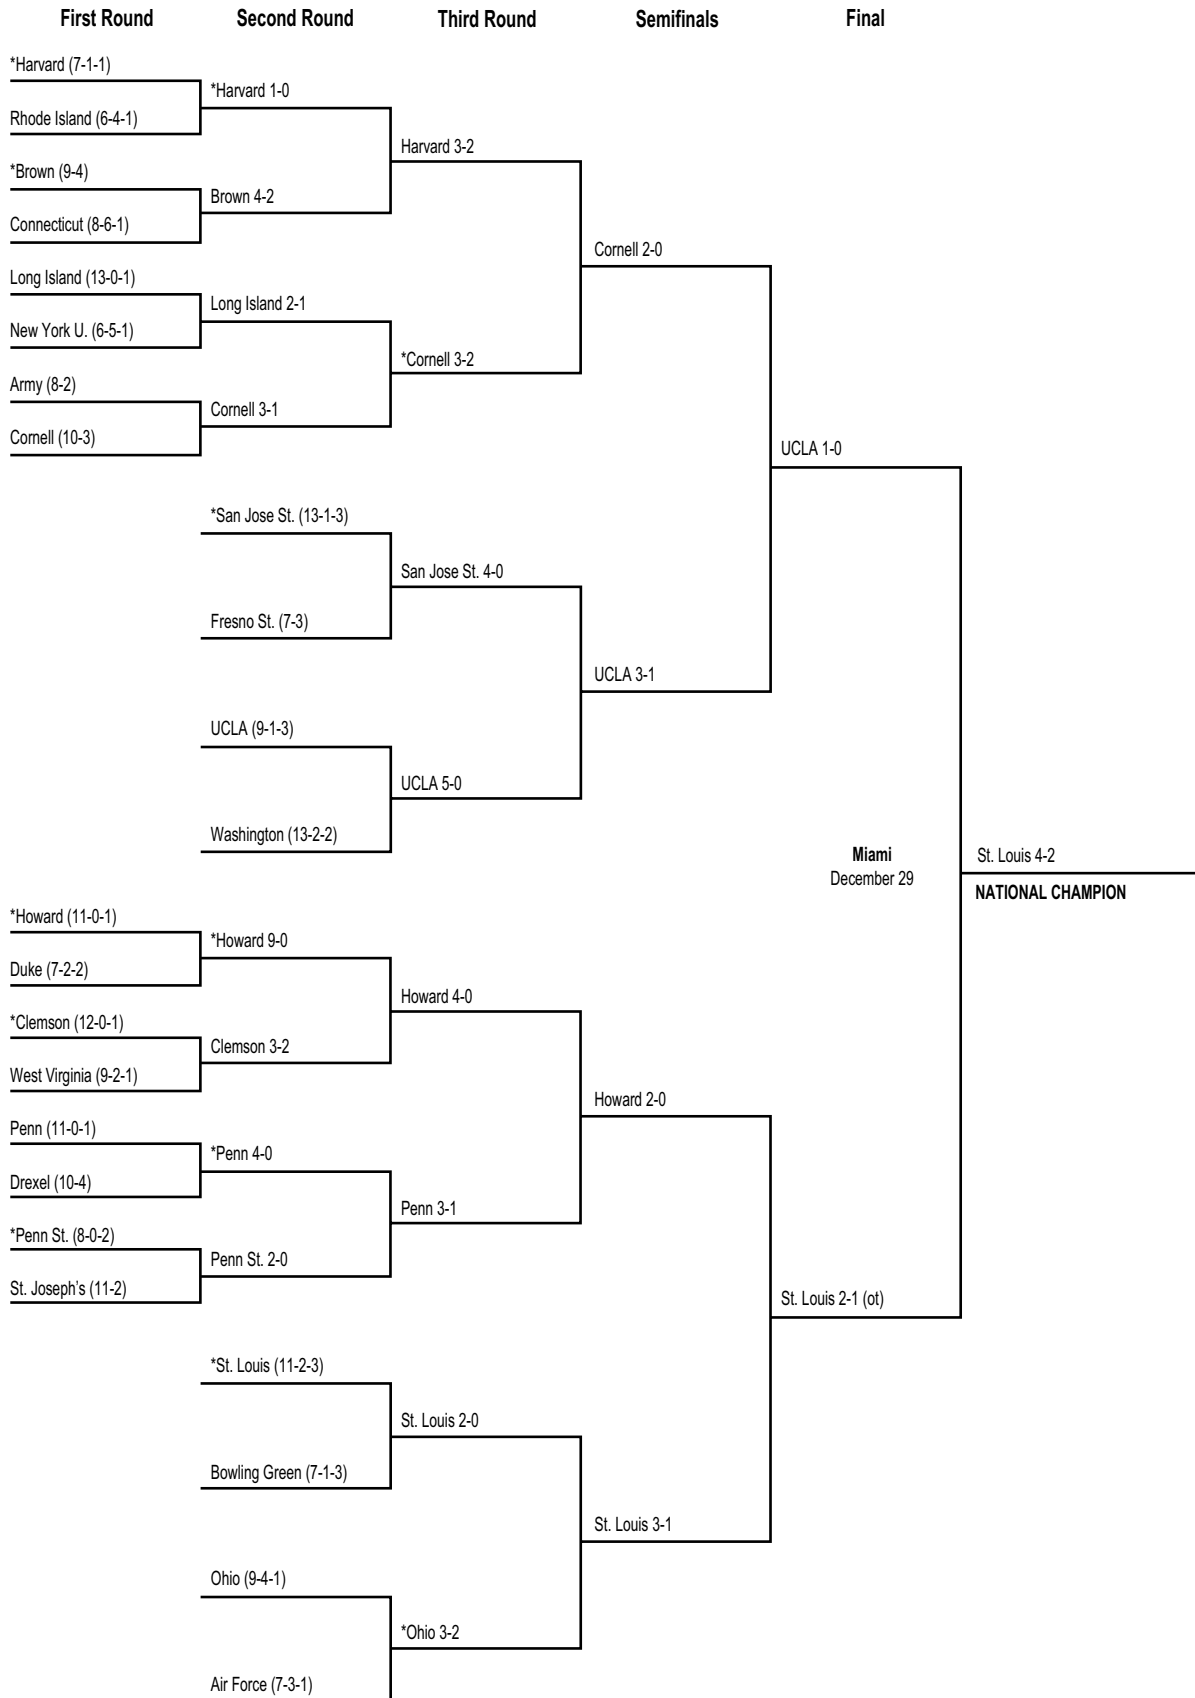 First Round
Second Round
Third Round
Semifinals
Final
*Harvard (7-1-1)
Rhode Island (6-4-1)
*Brown (9-4)
Connecticut (8-6-1)
Long Island (13-0-1)
New York U. (6-5-1)
Army (8-2)
Cornell (10-3)
*Harvard 1-0
Brown 4-2
Long Island 2-1
Cornell 3-1
*San Jose St. (13-1-3)
Fresno St. (7-3)
UCLA (9-1-3)
Washington (13-2-2)
Harvard 3-2
*Cornell 3-2
San Jose St. 4-0
UCLA 5-0
Cornell 2-0
UCLA 3-1
UCLA 1-0
*Howard (11-0-1)
Duke (7-2-2)
*Clemson (12-0-1)
West Virginia (9-2-1)
Penn (11-0-1)
Drexel (10-4)
*Penn St. (8-0-2)
St. Joseph's (11-2)
*Howard 9-0
Clemson 3-2
*Penn 4-0
Penn St. 2-0
*St. Louis (11-2-3)
Bowling Green (7-1-3)
Ohio (9-4-1)
Air Force (7-3-1)
Howard 4-0
Penn 3-1
St. Louis 2-0
*Ohio 3-2
Howard 2-0
St. Louis 3-1
St. Louis 2-1 (ot)
Miami
December 29
St. Louis 4-2
NATIONAL CHAMPION